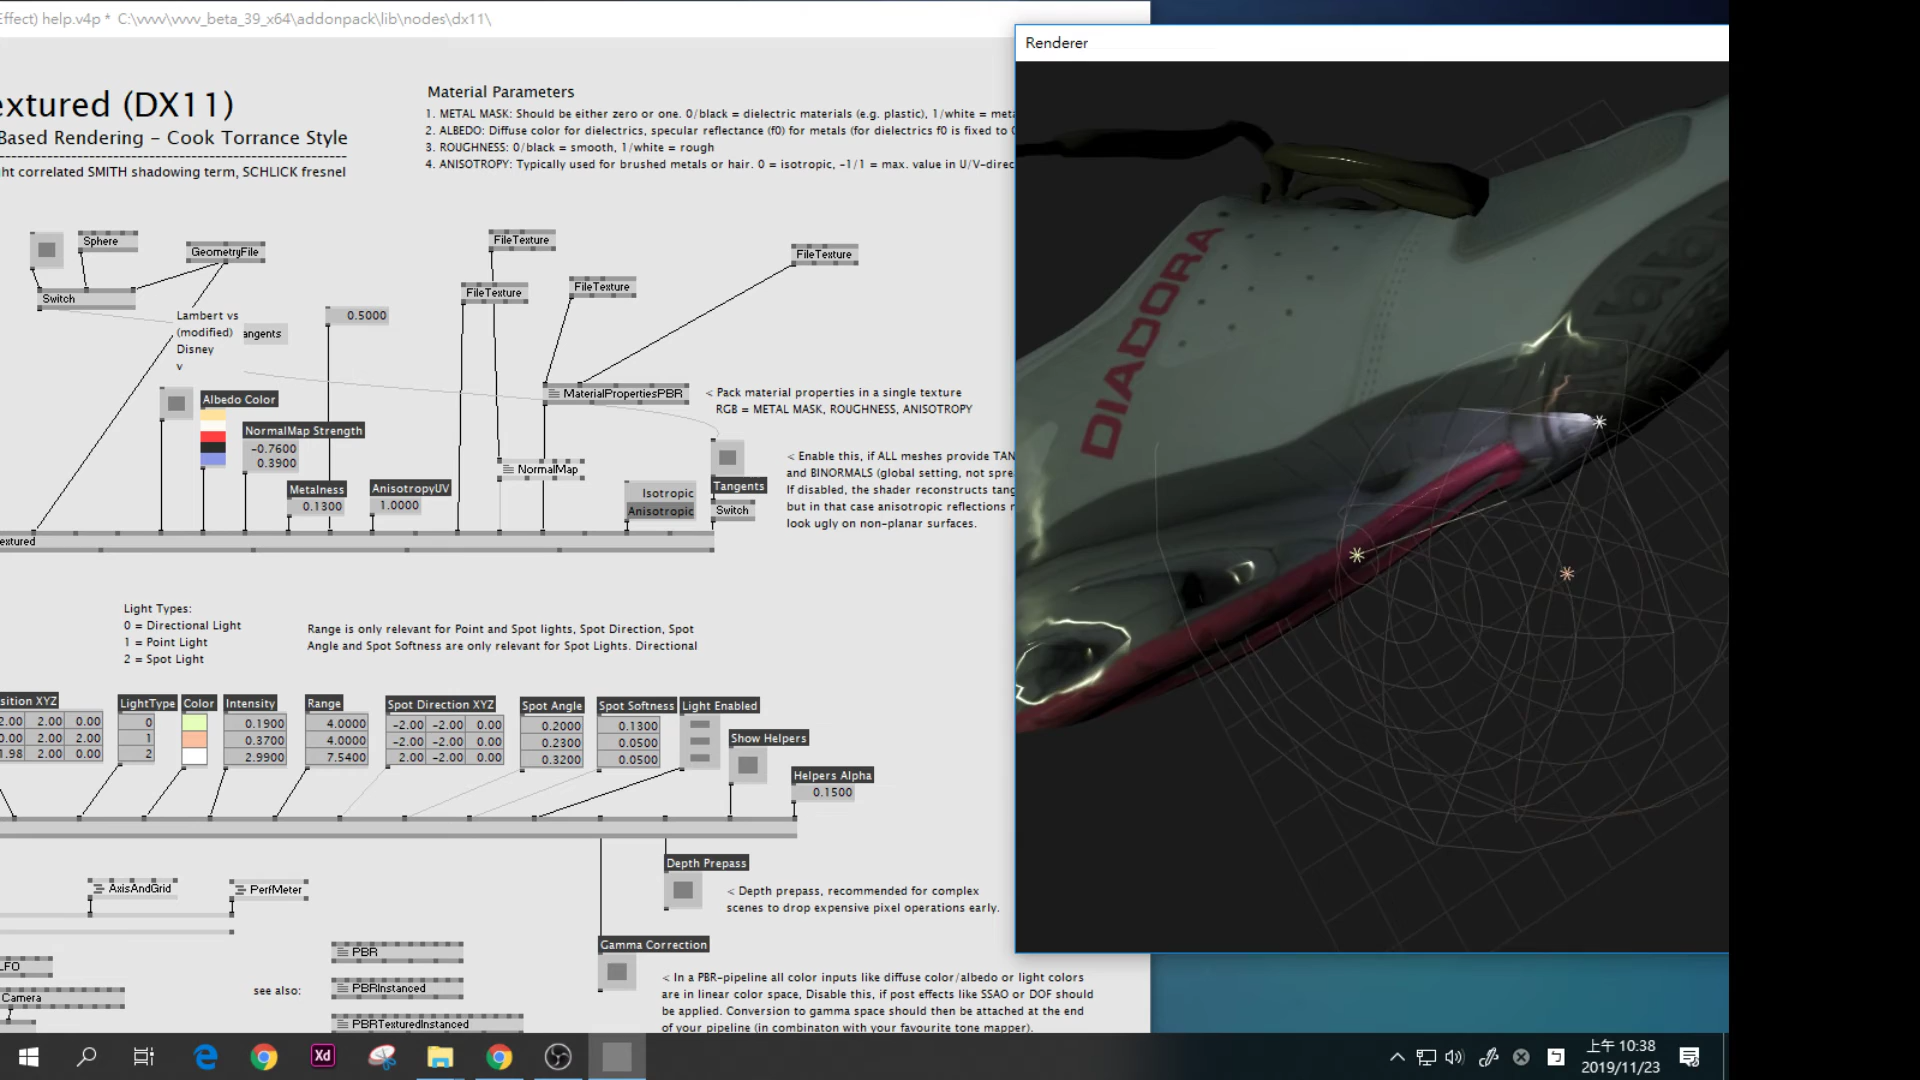 Effect) help.v4p * C:\vvvv\vvvv_beta_39_x64\addonpack\lib\nodes\dx11\
Renderer
extured (DX11)
Based Rendering - Cook Torrance Style
ht correlated SMITH shadowing term, SCHLICK fresnel
Material Parameters
1. METAL MASK: Should be either zero or one. 0/black = dielectric materials (e.g. plastic), 1/white = meta
2. ALBEDO: Diffuse color for dielectrics, specular reflectance (f0) for metals (for dielectrics f0 is fixed to 0
3. ROUGHNESS: 0/black = smooth, 1/white = rough
4. ANISOTROPY: Typically used for brushed metals or hair. 0 = isotropic, -1/1 = max. value in U/V-direc
Sphere
GeometryFile
Switch
FileTexture
FileTexture
FileTexture
FileTexture
Lambert vs
(modified)
Disney
v
angents
0.5000
MaterialPropertiesPBR
< Pack material properties in a single texture
RGB = METAL MASK, ROUGHNESS, ANISOTROPY
Albedo Color
NormalMap Strength
-0.7600
0.3900
NormalMap
Metalness
0.1300
AnisotropyUV
1.0000
Isotropic
Anisotropic
Tangents
Switch
< Enable this, if ALL meshes provide TAN
and BINORMALS (global setting, not spre
If disabled, the shader reconstructs tang
but in that case anisotropic reflections m
look ugly on non-planar surfaces.
extured
DIADORA
Light Types:
0 = Directional Light
1 = Point Light
2 = Spot Light
Range is only relevant for Point and Spot lights, Spot Direction, Spot
Angle and Spot Softness are only relevant for Spot Lights. Directional
sition XYZ
2.00 2.00 0.00
0.00 2.00 2.00
1.98 2.00 0.00
LightType
0
1
2
Color
Intensity
0.1900
0.3700
2.9900
Range
4.0000
4.0000
7.5400
Spot Direction XYZ
-2.00 -2.00 0.00
-2.00 -2.00 0.00
2.00 -2.00 0.00
Spot Angle
0.2000
0.2300
0.3200
Spot Softness
0.1300
0.0500
0.0500
Light Enabled
Show Helpers
Helpers Alpha
0.1500
Depth Prepass
< Depth prepass, recommended for complex
scenes to drop expensive pixel operations early.
AxisAndGrid
PerfMeter
Gamma Correction
< In a PBR-pipeline all color inputs like diffuse color/albedo or light colors
are in linear color space, Disable this, if post effects like SSAO or DOF should
be applied. Conversion to gamma space should then be attached at the end
of your pipeline (in combinaton with your favourite tone mapper).
LFO
Camera
see also:
PBR
PBRInstanced
PBRTexturedInstanced
Xd
上午 10:38
2019/11/23